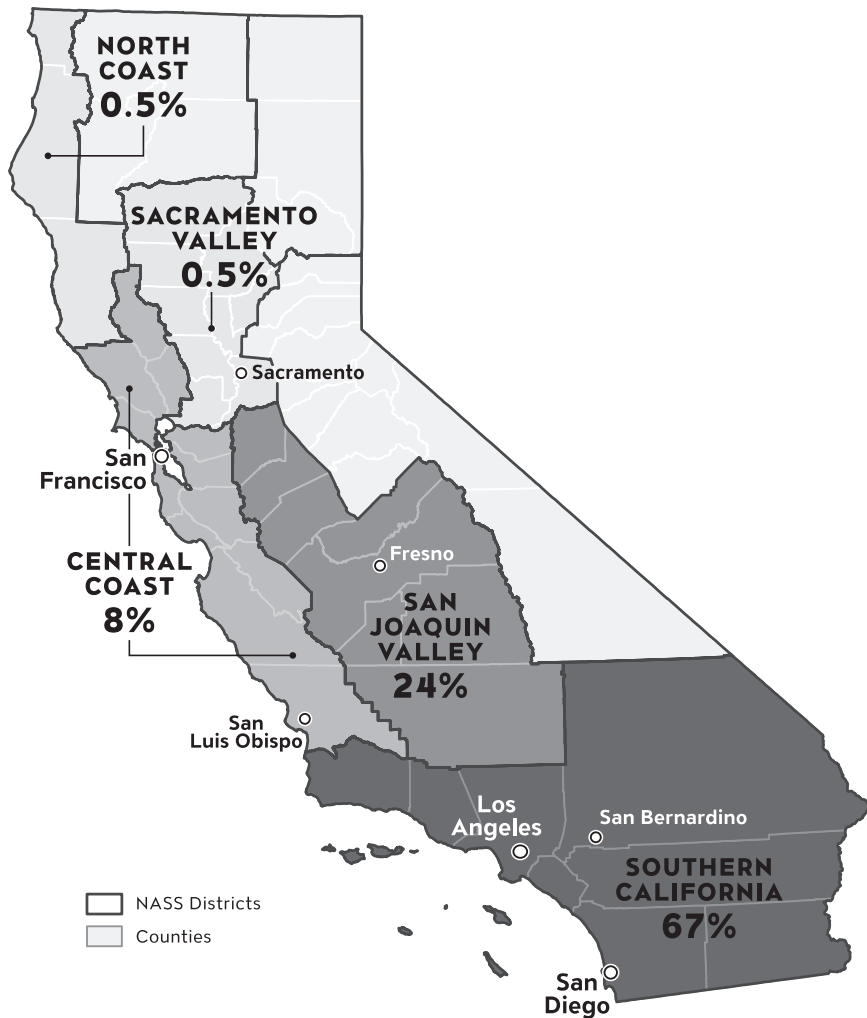 NORTH
COAST
0.5%
SACRAMENTO
VALLEY
0.5%
Sacramento
San
Francisco
CENTRAL
COAST
8%
Fresno
SAN
JOAQUIN
VALLEY
24%
San
Luis Obispo
Los
Angeles
San Bernardino
SOUTHERN
CALIFORNIA
67%
San
Diego
NASS Districts
Counties